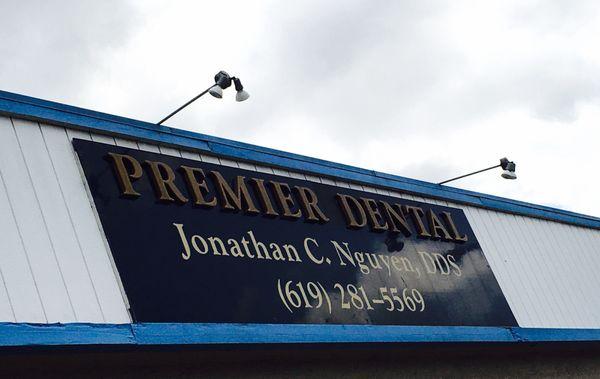 PREMIER DENTAL
Jonathan C. Nguyen, DDS
(619) 281-5569